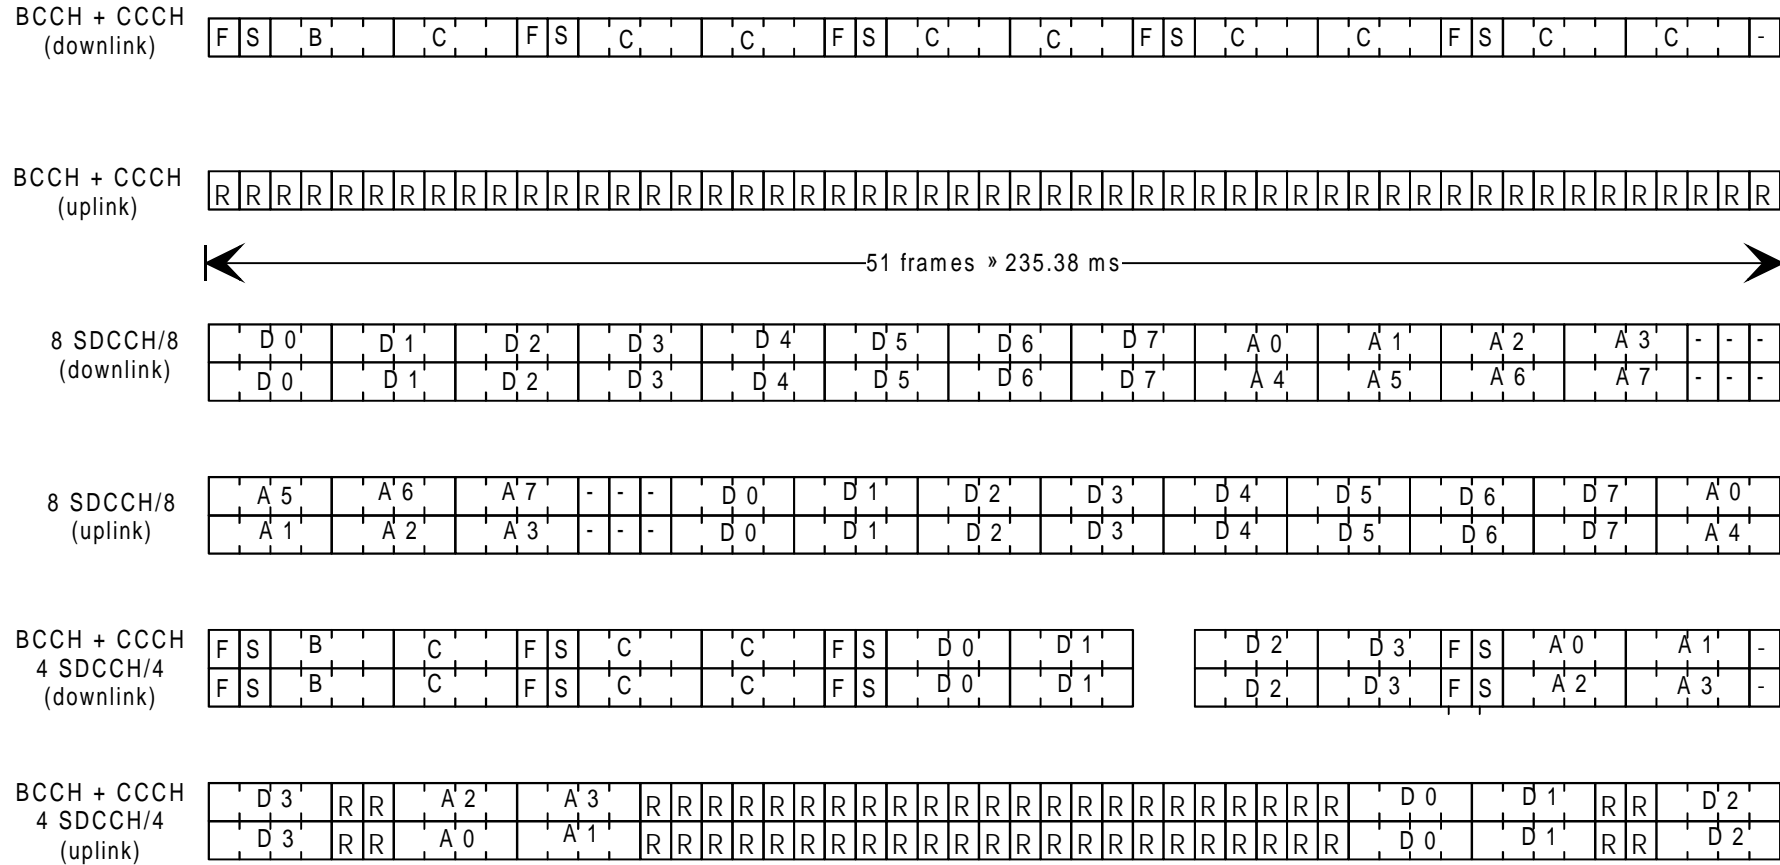 BCCH + CCCH
(downlink)
F S B C F S C C F S C C F S C C F S C C -
BCCH + CCCH
(uplink)
R R R R R R R R R R R R R R R R R R R R R R R R R R R R R R R R R R R R R R R R R R R R R R R R R R R
51 frames » 235.38 ms
8 SDCCH/8
(downlink)
D 0 D 1 D 2 D 3 D 4 D 5 D 6 D 7 A 0 A 1 A 2 A 3 - - -
D 0 D 1 D 2 D 3 D 4 D 5 D 6 D 7 A 4 A 5 A 6 A 7 - - -
8 SDCCH/8
(uplink)
A 5 A 6 A 7 - - - D 0 D 1 D 2 D 3 D 4 D 5 D 6 D 7 A 0
A 1 A 2 A 3 - - - D 0 D 1 D 2 D 3 D 4 D 5 D 6 D 7 A 4
BCCH + CCCH
4 SDCCH/4
(downlink)
F S B C F S C C F S D 0 D 1 D 2 D 3 F S A 0 A 1 -
F S B C F S C C F S D 0 D 1 D 2 D 3 F S A 2 A 3 -
BCCH + CCCH
4 SDCCH/4
(uplink)
D 3 R R A 2 A 3 R R R R R R R R R R R R R R R R R R R R R R R D 0 D 1 R R D 2
D 3 R R A 0 A 1 R R R R R R R R R R R R R R R R R R R R R R R D 0 D 1 R R D 2